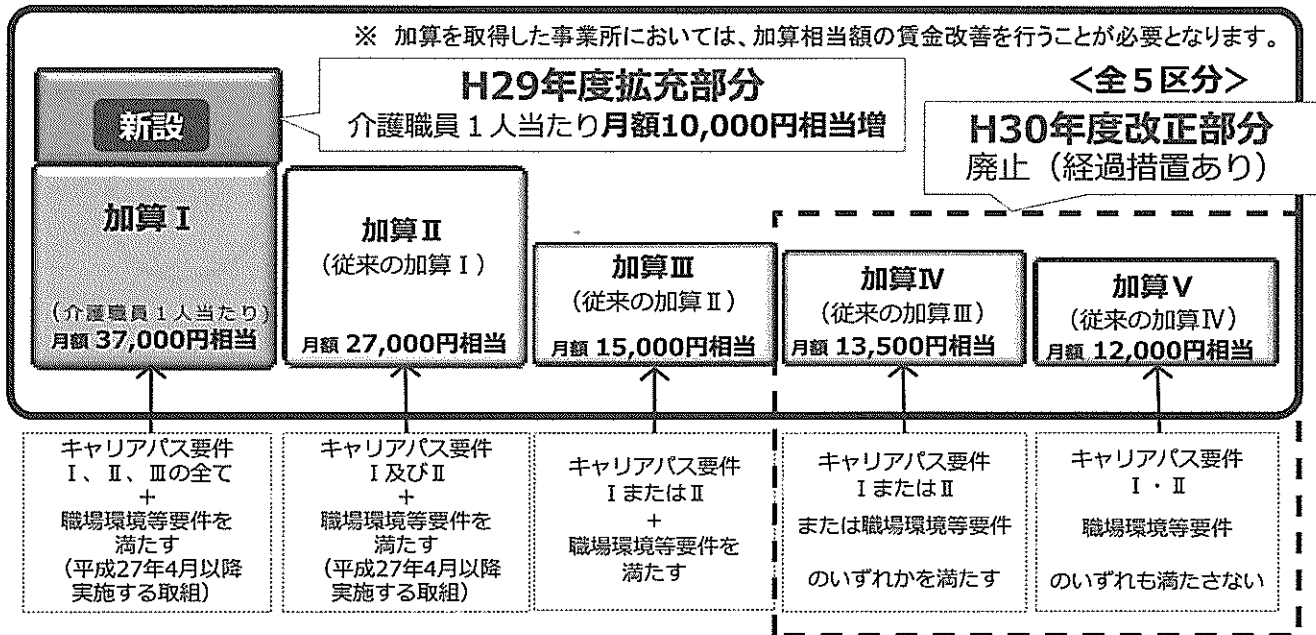 ※ 加算を取得した事業所においては、加算相当額の賃金改善を行うことが必要となります。
<全5区分>
H29年度拡充部分
介護職員1人当たり月額10,000円相当増
H30年度改正部分
廃止（経過措置あり）
新設
加算Ⅰ
（介護職員1人当たり）
月額 37,000円相当
加算Ⅱ
（従来の加算Ⅰ）
月額 27,000円相当
加算Ⅲ
（従来の加算Ⅱ）
月額 15,000円相当
加算Ⅳ
（従来の加算Ⅲ）
月額 13,500円相当
加算Ⅴ
（従来の加算Ⅳ）
月額 12,000円相当
キャリアパス要件
Ⅰ、Ⅱ、Ⅲの全て
+
職場環境等要件を
満たす
（平成27年4月以降
実施する取組）
キャリアパス要件
Ⅰ及びⅡ
+
職場環境等要件を
満たす
（平成27年4月以降
実施する取組）
キャリアパス要件
ⅠまたはⅡ
+
職場環境等要件を
満たす
キャリアパス要件
ⅠまたはⅡ
または職場環境等要件
のいずれかを満たす
キャリアパス要件
Ⅰ・Ⅱ
職場環境等要件
のいずれも満たさない